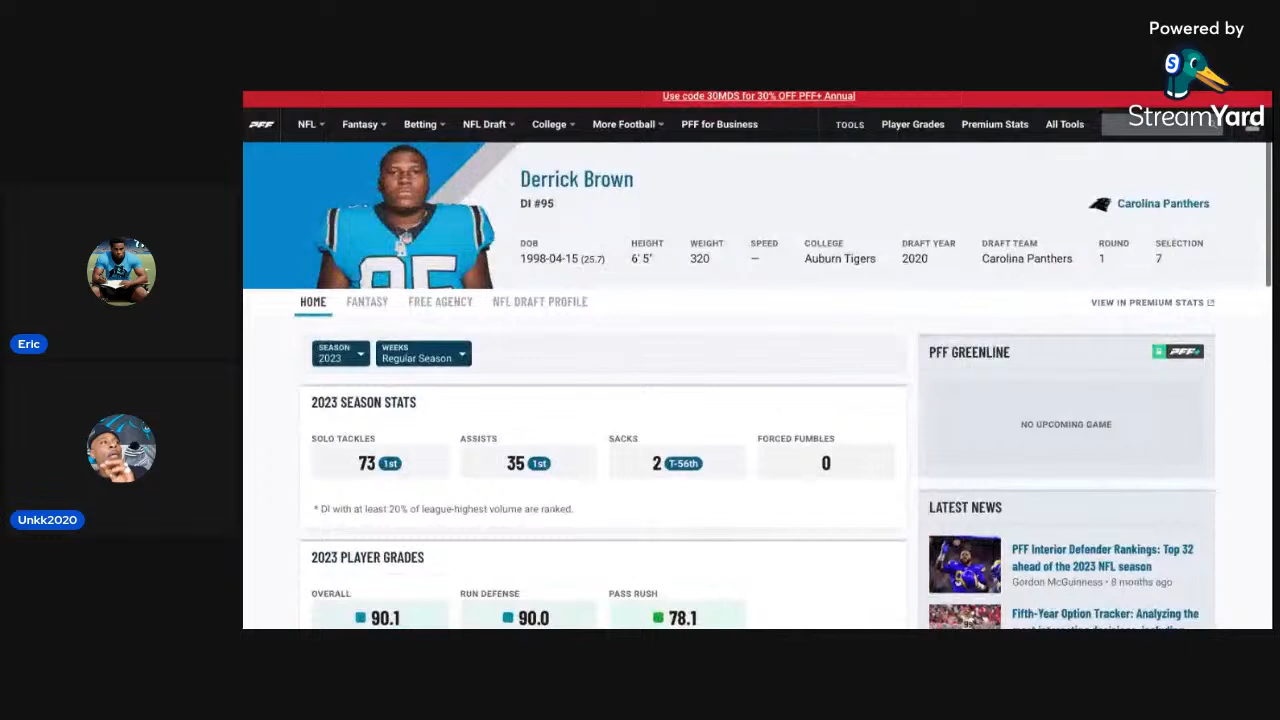 Powered by
StreamYard
Use code 30MDS for 30% OFF PFF+ Annual
PFF NFL Fantasy Betting NFL Draft College More Football PFF for Business TOOLS Player Grades Premium Stats All Tools
Derrick Brown
DI #95
Carolina Panthers
DOB HEIGHT WEIGHT SPEED COLLEGE DRAFT YEAR DRAFT TEAM ROUND SELECTION
1998-04-15 (25.7) 6' 5" 320 — Auburn Tigers 2020 Carolina Panthers 1 7
95
HOME FANTASY FREE AGENCY NFL DRAFT PROFILE VIEW IN PREMIUM STATS
Eric
SEASON
2023
WEEKS
Regular Season
PFF GREENLINE PFF+
NO UPCOMING GAME
2023 SEASON STATS
SOLO TACKLES ASSISTS SACKS FORCED FUMBLES
73 1st 35 1st 2 T-56th 0
* DI with at least 20% of league-highest volume are ranked.
Unkk2020
LATEST NEWS
PFF Interior Defender Rankings: Top 32
ahead of the 2023 NFL season
Gordon McGuinness • 8 months ago
Fifth-Year Option Tracker: Analyzing the
most interesting decisions, including
2023 PLAYER GRADES
OVERALL RUN DEFENSE PASS RUSH
90.1 90.0 78.1